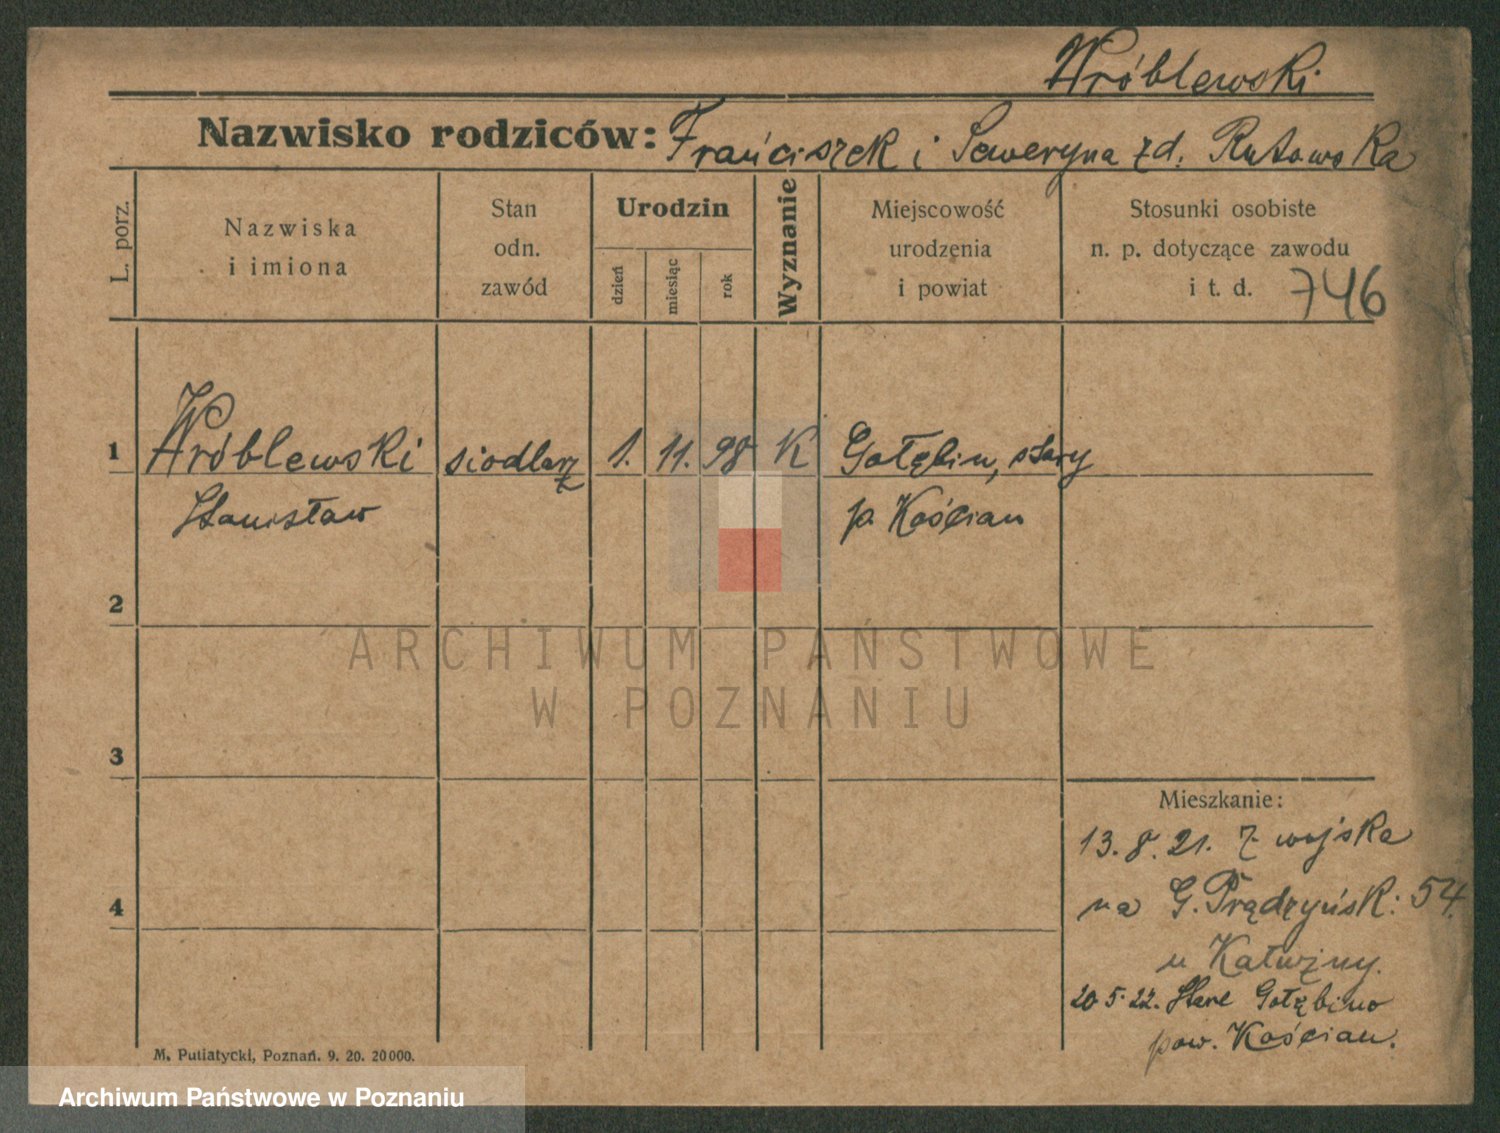 Wróblewski
Nazwisko rodziców: Franciszek i Seweryna zd. Rutowska
L. porz.
Nazwiska
i imiona
Stan
odn.
zawód
Urodzin
dzień
miesiąc
rok
Wyznanie
Miejscowość
urodzenia
i powiat
Stosunki osobiste
n. p. dotyczące zawodu
i t. d. 746
1 Wróblewski siodlarz 1. 11. 98 K Gołębin, stary
Stanisław p. Kościan
2
3
4
Mieszkanie:
13.8.21. z wojska
na G. Prądzyńsk: 54.
u
20.5.22. Stare Gołębino
pow. Kościan.
M. Putiatycki, Poznań. 9. 20. 20000.
ARCHIWUM PAŃSTWOWE
W POZNANIU
Archiwum Państwowe w Poznaniu